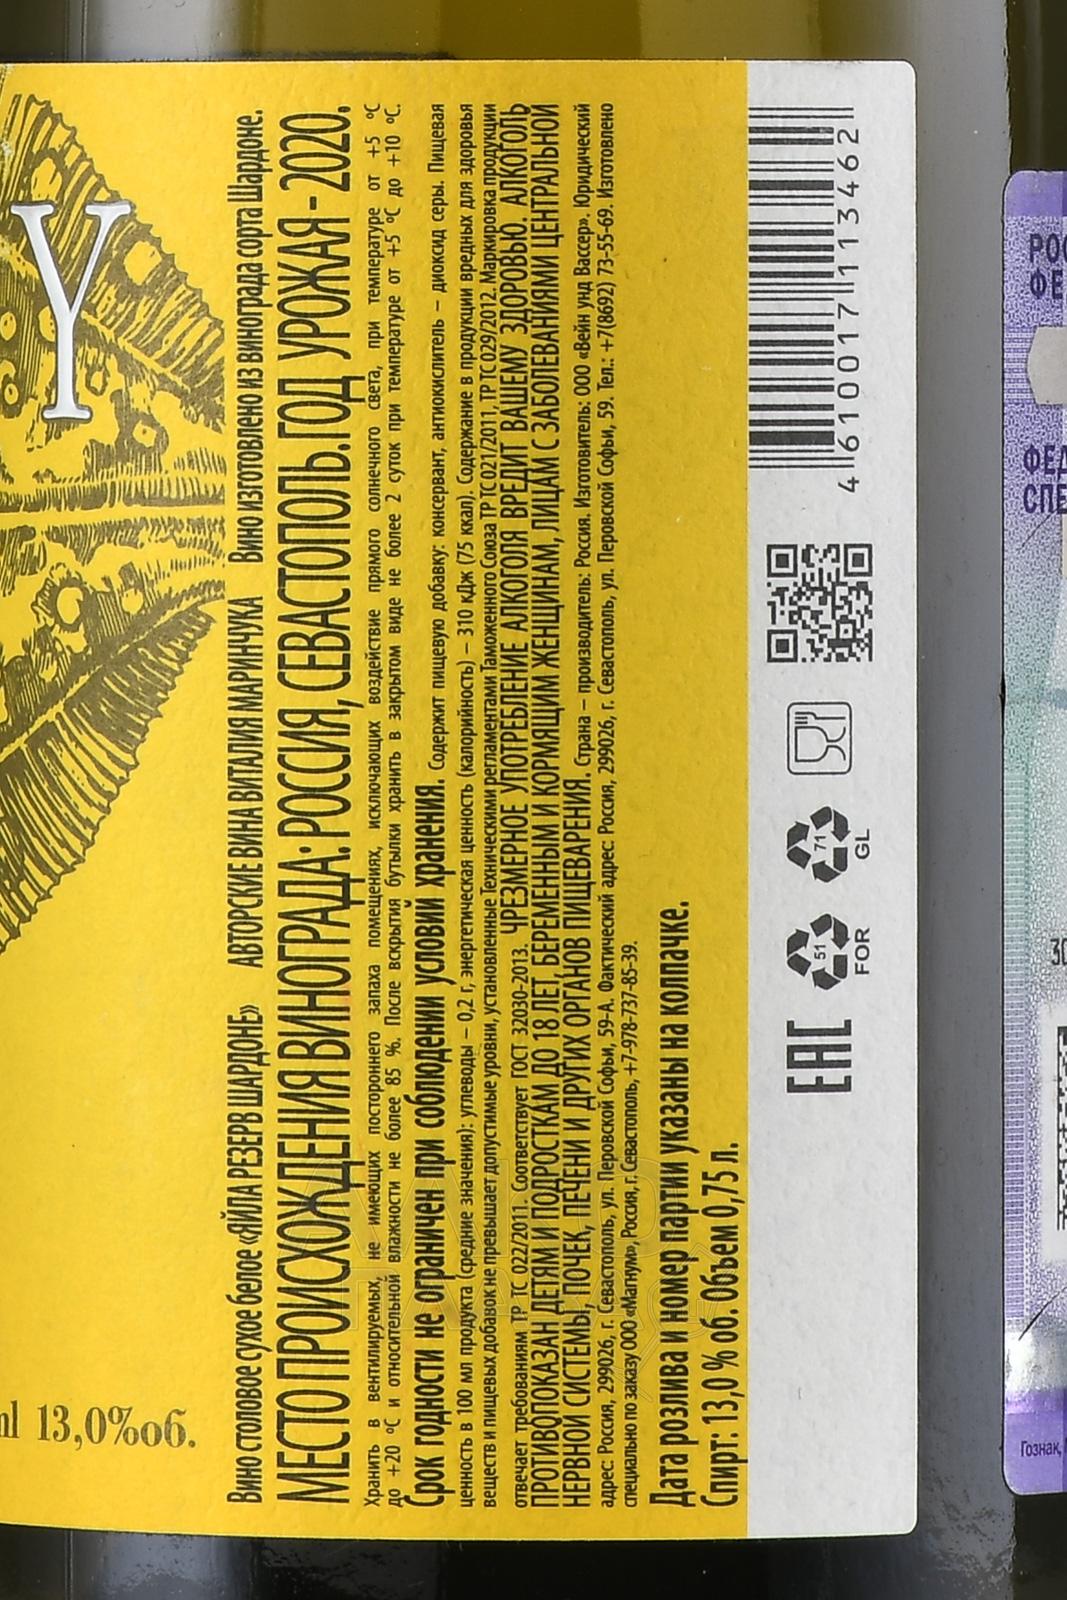 Y
ml 13,0%об.
Вино столовое сухое белое «ЯЙЛА РЕЗЕРВ ШАРДОНЕ» АВТОРСКИЕ ВИНА ВИТАЛИЯ МАРИНЧУКА Вино изготовлено из винограда сорта Шардоне.
МЕСТО ПРОИСХОЖДЕНИЯ ВИНОГРАДА: РОССИЯ, СЕВАСТОПОЛЬ. ГОД УРОЖАЯ - 2020.
Хранить в вентилируемых, не имеющих постороннего запаха помещениях, исключающих воздействие прямого солнечного света, при температуре от +5 °С
до +20 °С и относительной влажности не более 85 %. После вскрытия бутылки хранить в закрытом виде не более 2 суток при температуре от +5 °С до +10 °С.
Срок годности не ограничен при соблюдении условий хранения. Содержит пищевую добавку: консервант, антиокислитель – диоксид серы. Пищевая
ценность в 100 мл продукта (средние значения): углеводы – 0,2 г, энергетическая ценность (калорийность) – 310 кДж (75 ккал). Содержание в продукции вредных для здоровья
веществ и пищевых добавок не превышает допустимые уровни, установленные Техническими регламентами Таможенного Союза ТР ТС 021/2011, ТР ТС 029/2012. Маркировка продукции
отвечает требованиям ТР ТС 022/2011. Соответствует ГОСТ 32030-2013. ЧРЕЗМЕРНОЕ УПОТРЕБЛЕНИЕ АЛКОГОЛЯ ВРЕДИТ ВАШЕМУ ЗДОРОВЬЮ. АЛКОГОЛЬ
ПРОТИВОПОКАЗАН ДЕТЯМ И ПОДРОСТКАМ ДО 18 ЛЕТ, БЕРЕМЕННЫМ И КОРМЯЩИМ ЖЕНЩИНАМ, ЛИЦАМ С ЗАБОЛЕВАНИЯМИ ЦЕНТРАЛЬНОЙ
НЕРВНОЙ СИСТЕМЫ, ПОЧЕК, ПЕЧЕНИ И ДРУГИХ ОРГАНОВ ПИЩЕВАРЕНИЯ. Страна – производитель: Россия. Изготовитель: ООО «Вейн унд Вассер». Юридический
адрес: Россия, 299026, г. Севастополь, ул. Перовской Софьи, 59-А. Фактический адрес: Россия, 299026, г. Севастополь, ул. Перовской Софьи, 59. Тел.: +7(8692) 73-55-69. Изготовлено
специально по заказу ООО «Магнум», Россия, г. Севастополь, +7-978-737-85-39.
Дата розлива и номер партии указаны на колпачке.
Спирт: 13,0 % об. Объем 0,75 л.
EAC
51
FOR
71
GL
4 610017 113462
РОС
ФЕ
ФЕД
СПЕ
Гознак,